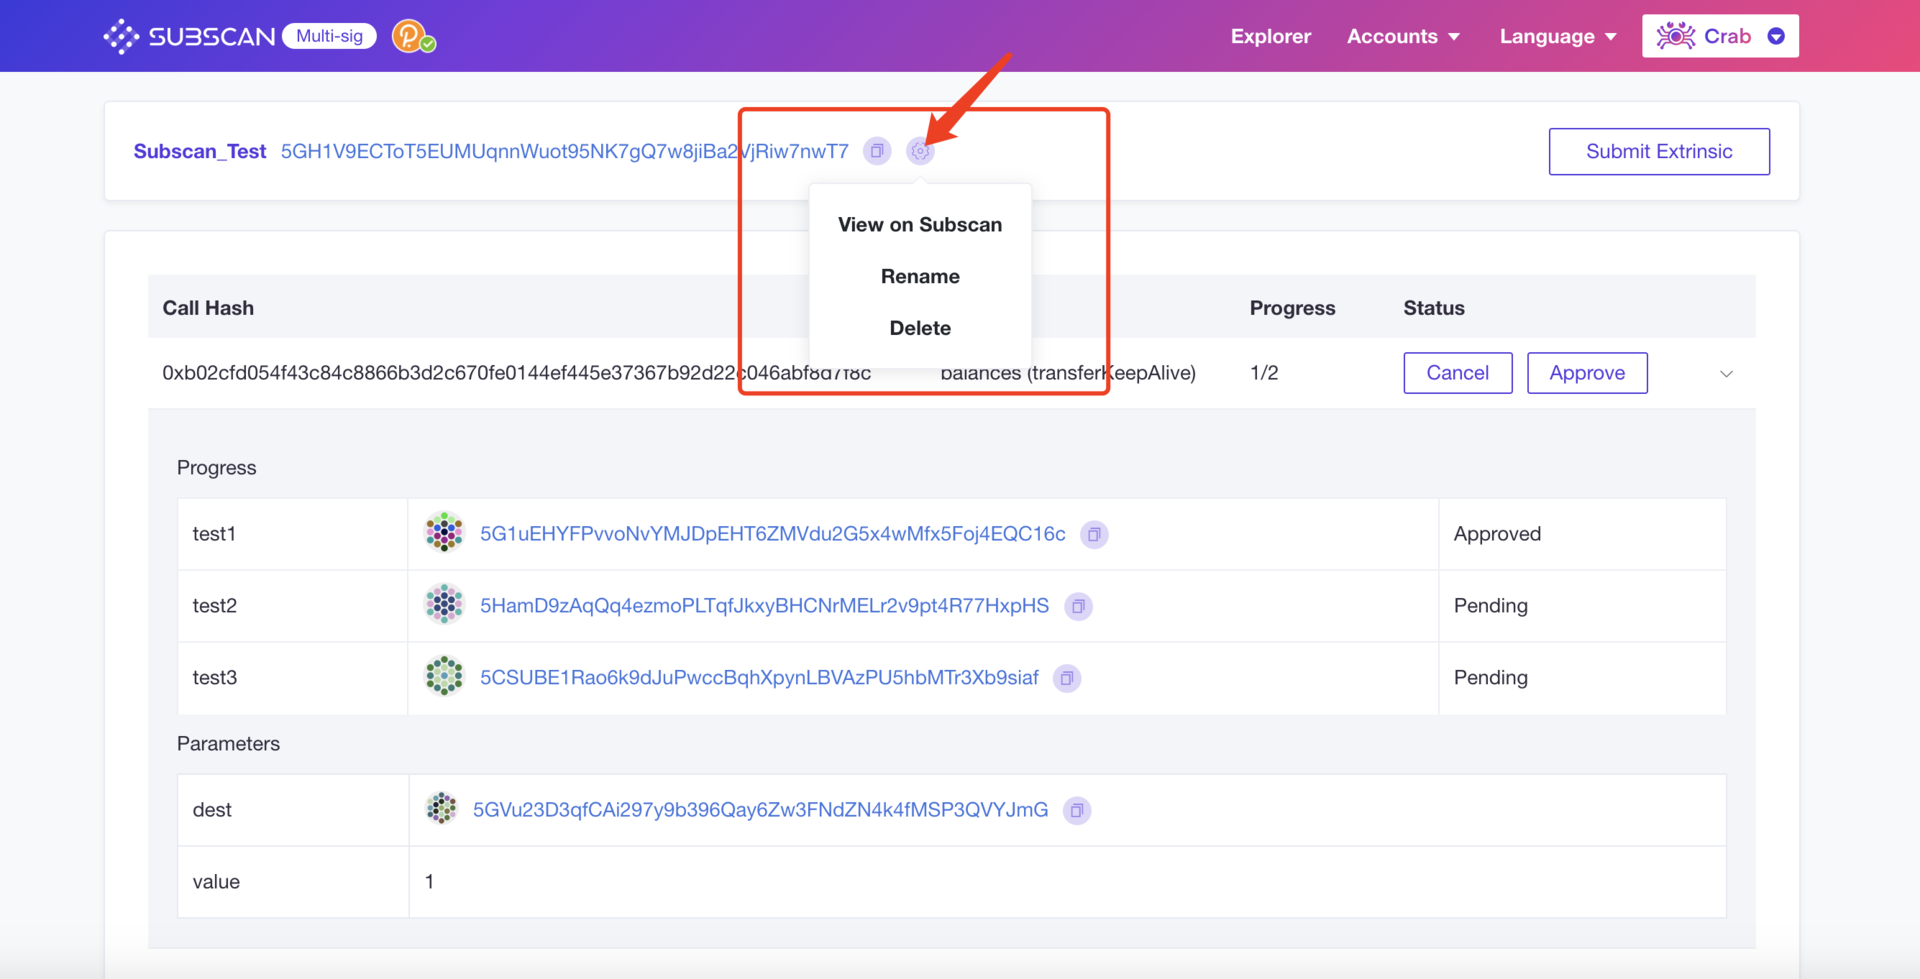 SUBSCAN Multi-sig
Explorer Accounts Language Crab
Subscan_Test 5GH1V9ECToT5EUMUqnnWuot95NK7gQ7w8jiBa2VjRiw7nwT7 Submit Extrinsic
View on Subscan
Rename
Delete
Call Hash Progress Status
0xb02cfd054f43c84c8866b3d2c670fe0144ef445e37367b92d22c046abf8d7f8c balances (transferKeepAlive) 1/2 Cancel Approve
Progress
test1 5G1uEHYFPvvoNvYMJDpEHT6ZMVdu2G5x4wMfx5Foj4EQC16c Approved
test2 5HamD9zAqQq4ezmoPLTqfJkxyBHCNrMELr2v9pt4R77HxpHS Pending
test3 5CSUBE1Rao6k9dJuPwccBqhXpynLBVAzPU5hbMTr3Xb9siaf Pending
Parameters
dest 5GVu23D3qfCAi297y9b396Qay6Zw3FNdZN4k4fMSP3QVYJmG
value 1